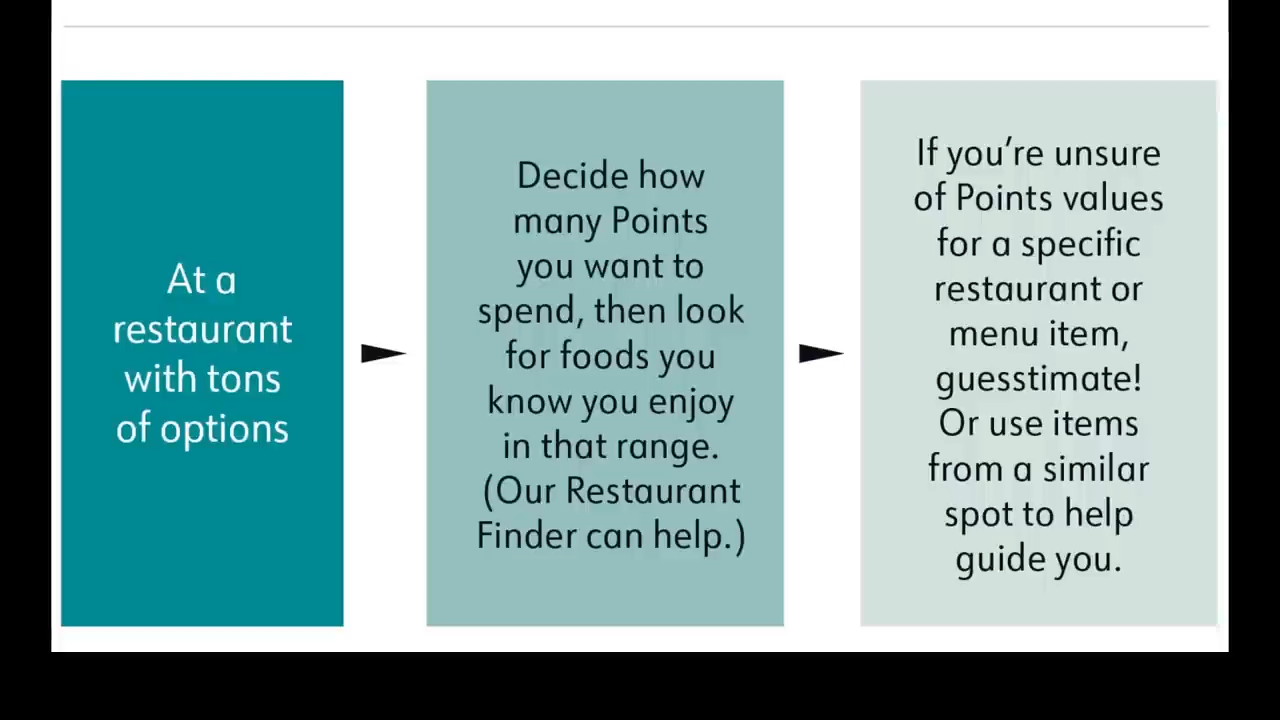 At a
restaurant
with tons
of options
Decide how
many Points
you want to
spend, then look
for foods you
know you enjoy
in that range.
(Our Restaurant
Finder can help.)
If you’re unsure
of Points values
for a specific
restaurant or
menu item,
guesstimate!
Or use items
from a similar
spot to help
guide you.